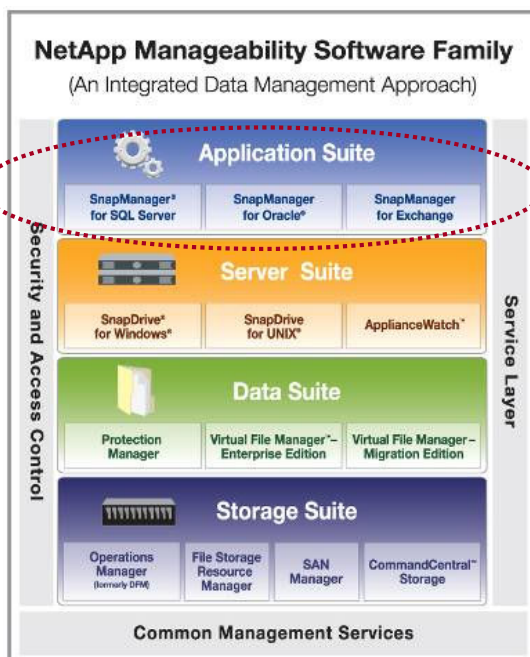 NetApp Manageability Software Family
(An Integrated Data Management Approach)
Security and Access Control
Application Suite
SnapManager®
for SQL Server
SnapManager
for Oracle®
SnapManager
for Exchange
Server Suite
SnapDrive®
for Windows®
SnapDrive
for UNIX®
ApplianceWatch™
Data Suite
Protection
Manager
Virtual File Manager™–
Enterprise Edition
Virtual File Manager–
Migration Edition
Storage Suite
Operations
Manager
(formerly DFM)
File Storage
Resource
Manager
SAN
Manager
CommandCentral™
Storage
Service Layer
Common Management Services